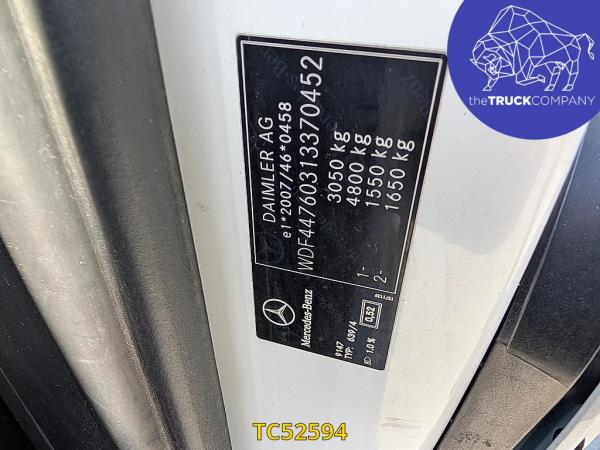 DAIMLER AG
e1*2007/46*0458
WDF44760313370452
3050 kg
4800 kg
1- 1550 kg
2- 1650 kg
Mercedes-Benz
9147
TYP: 639/4
0,52
1.0 %
theTRUCKCOMPANY
TC52594